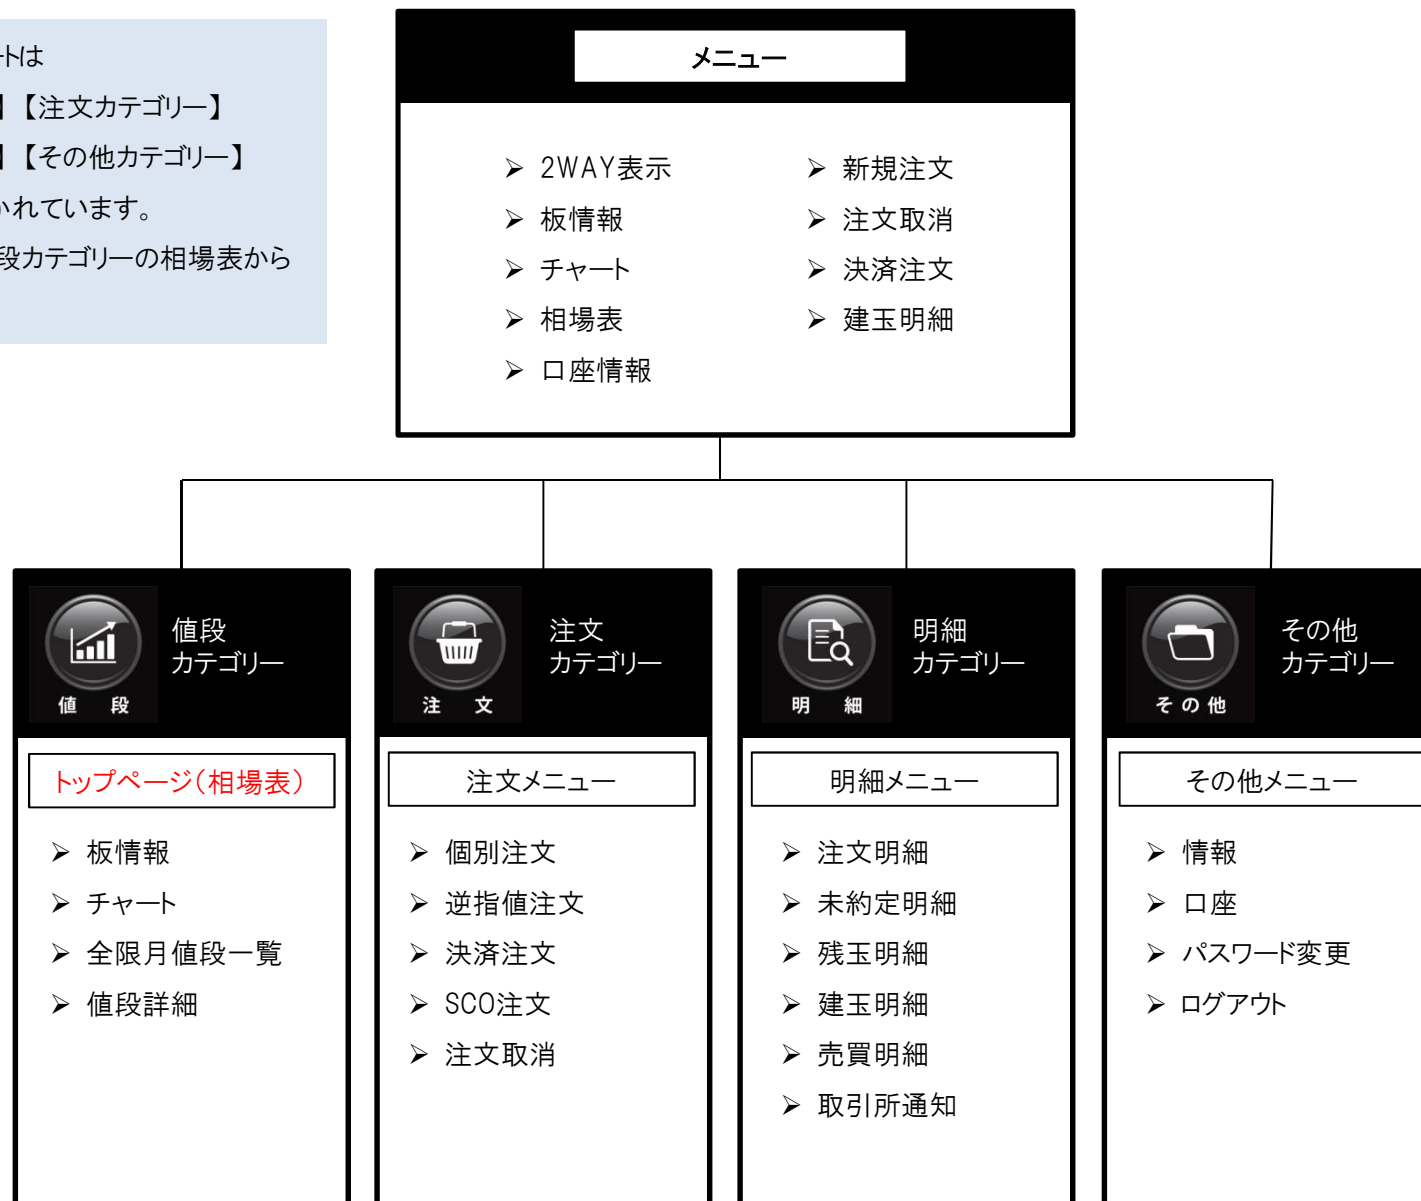 ートは
】【注文カテゴリー】
】【その他カテゴリー】
かれています。
段カテゴリーの相場表から
メニュー
➢ 2WAY表示
➢ 板情報
➢ チャート
➢ 相場表
➢ 口座情報
➢ 新規注文
➢ 注文取消
➢ 決済注文
➢ 建玉明細
値段
値段
カテゴリー
トップページ（相場表）
➢ 板情報
➢ チャート
➢ 全限月値段一覧
➢ 値段詳細
注文
注文
カテゴリー
注文メニュー
➢ 個別注文
➢ 逆指値注文
➢ 決済注文
➢ SCO注文
➢ 注文取消
明細
明細
カテゴリー
明細メニュー
➢ 注文明細
➢ 未約定明細
➢ 残玉明細
➢ 建玉明細
➢ 売買明細
➢ 取引所通知
その他
その他
カテゴリー
その他メニュー
➢ 情報
➢ 口座
➢ パスワード変更
➢ ログアウト